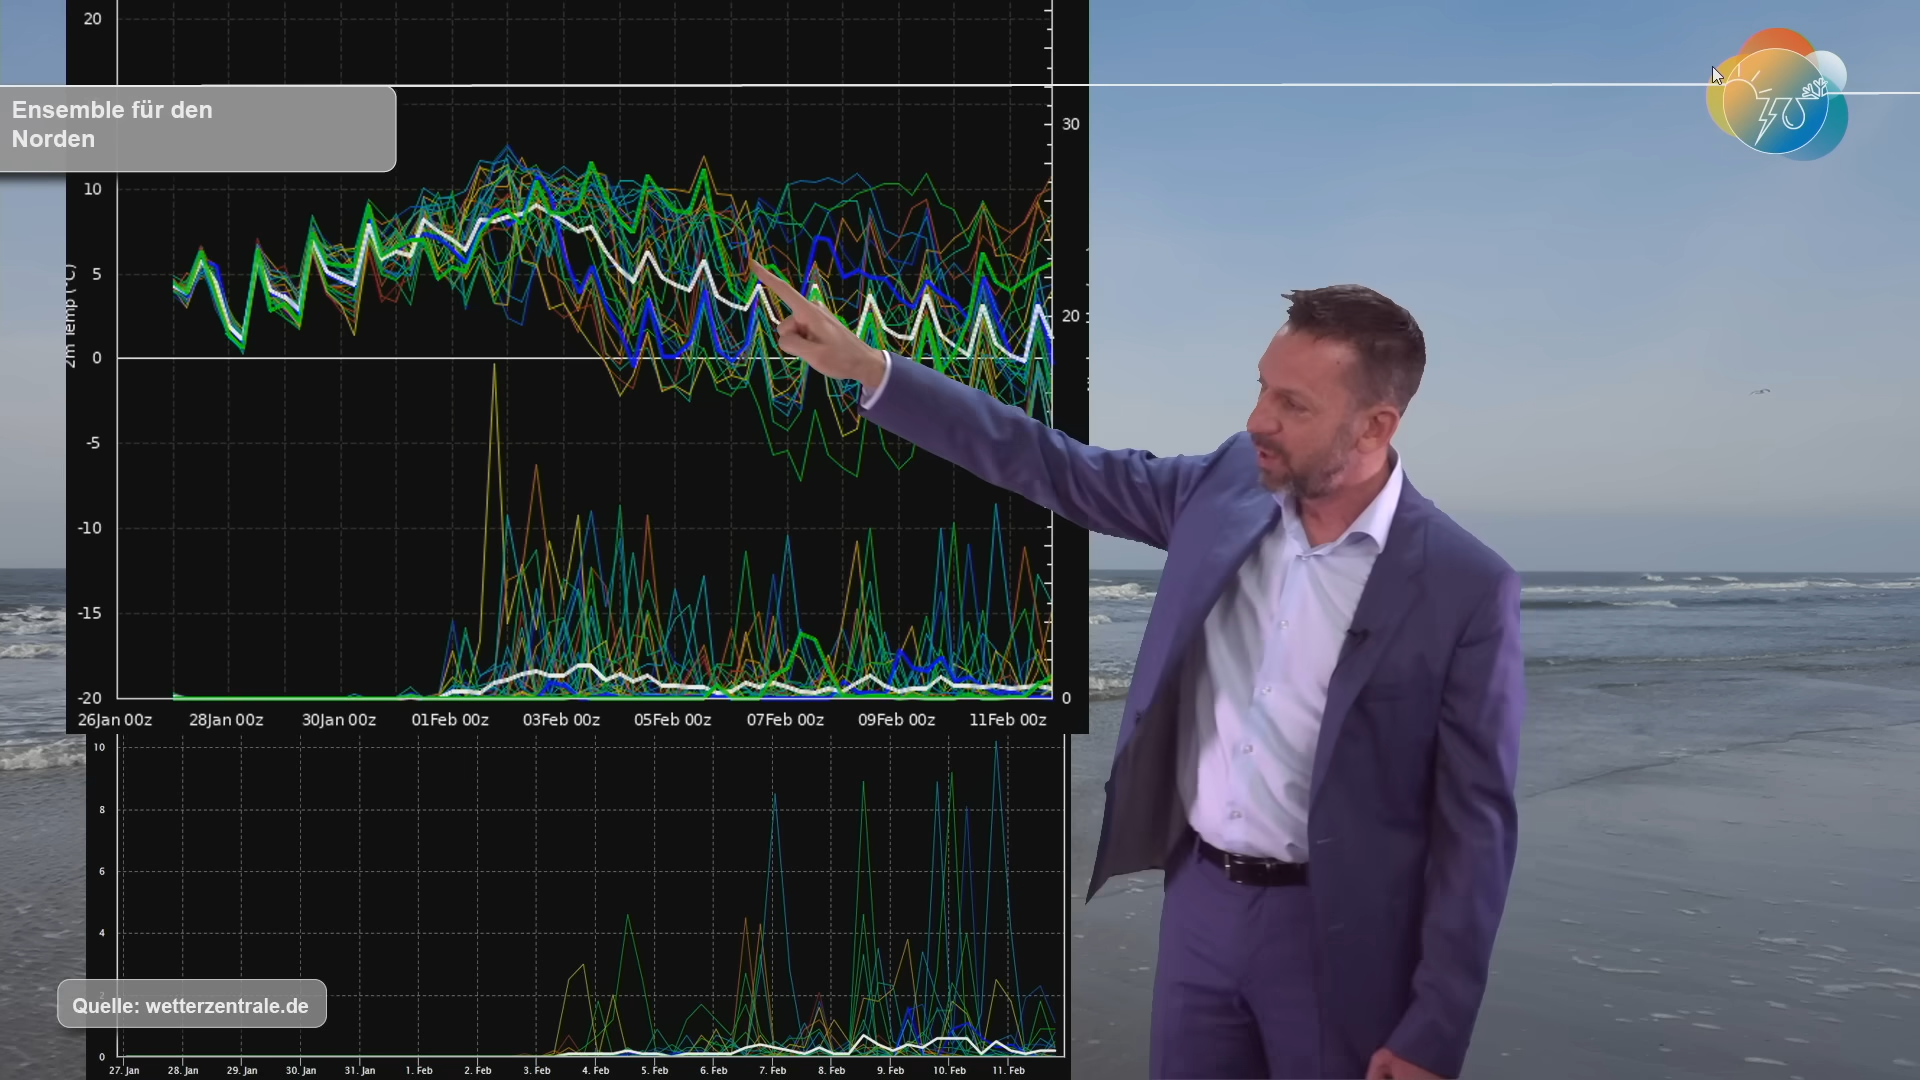 20
Ensemble für den
Norden
30
10
5
2m Temp (°C)
20
0
-5
-10
-15
-20
0
26Jan 00z 28Jan 00z 30Jan 00z 01Feb 00z 03Feb 00z 05Feb 00z 07Feb 00z 09Feb 00z 11Feb 00z
10
8
6
4
2
Quelle: wetterzentrale.de
0
27. Jan 28. Jan 29. Jan 30. Jan 31. Jan 1. Feb 2. Feb 3. Feb 4. Feb 5. Feb 6. Feb 7. Feb 8. Feb 9. Feb 10. Feb 11. Feb